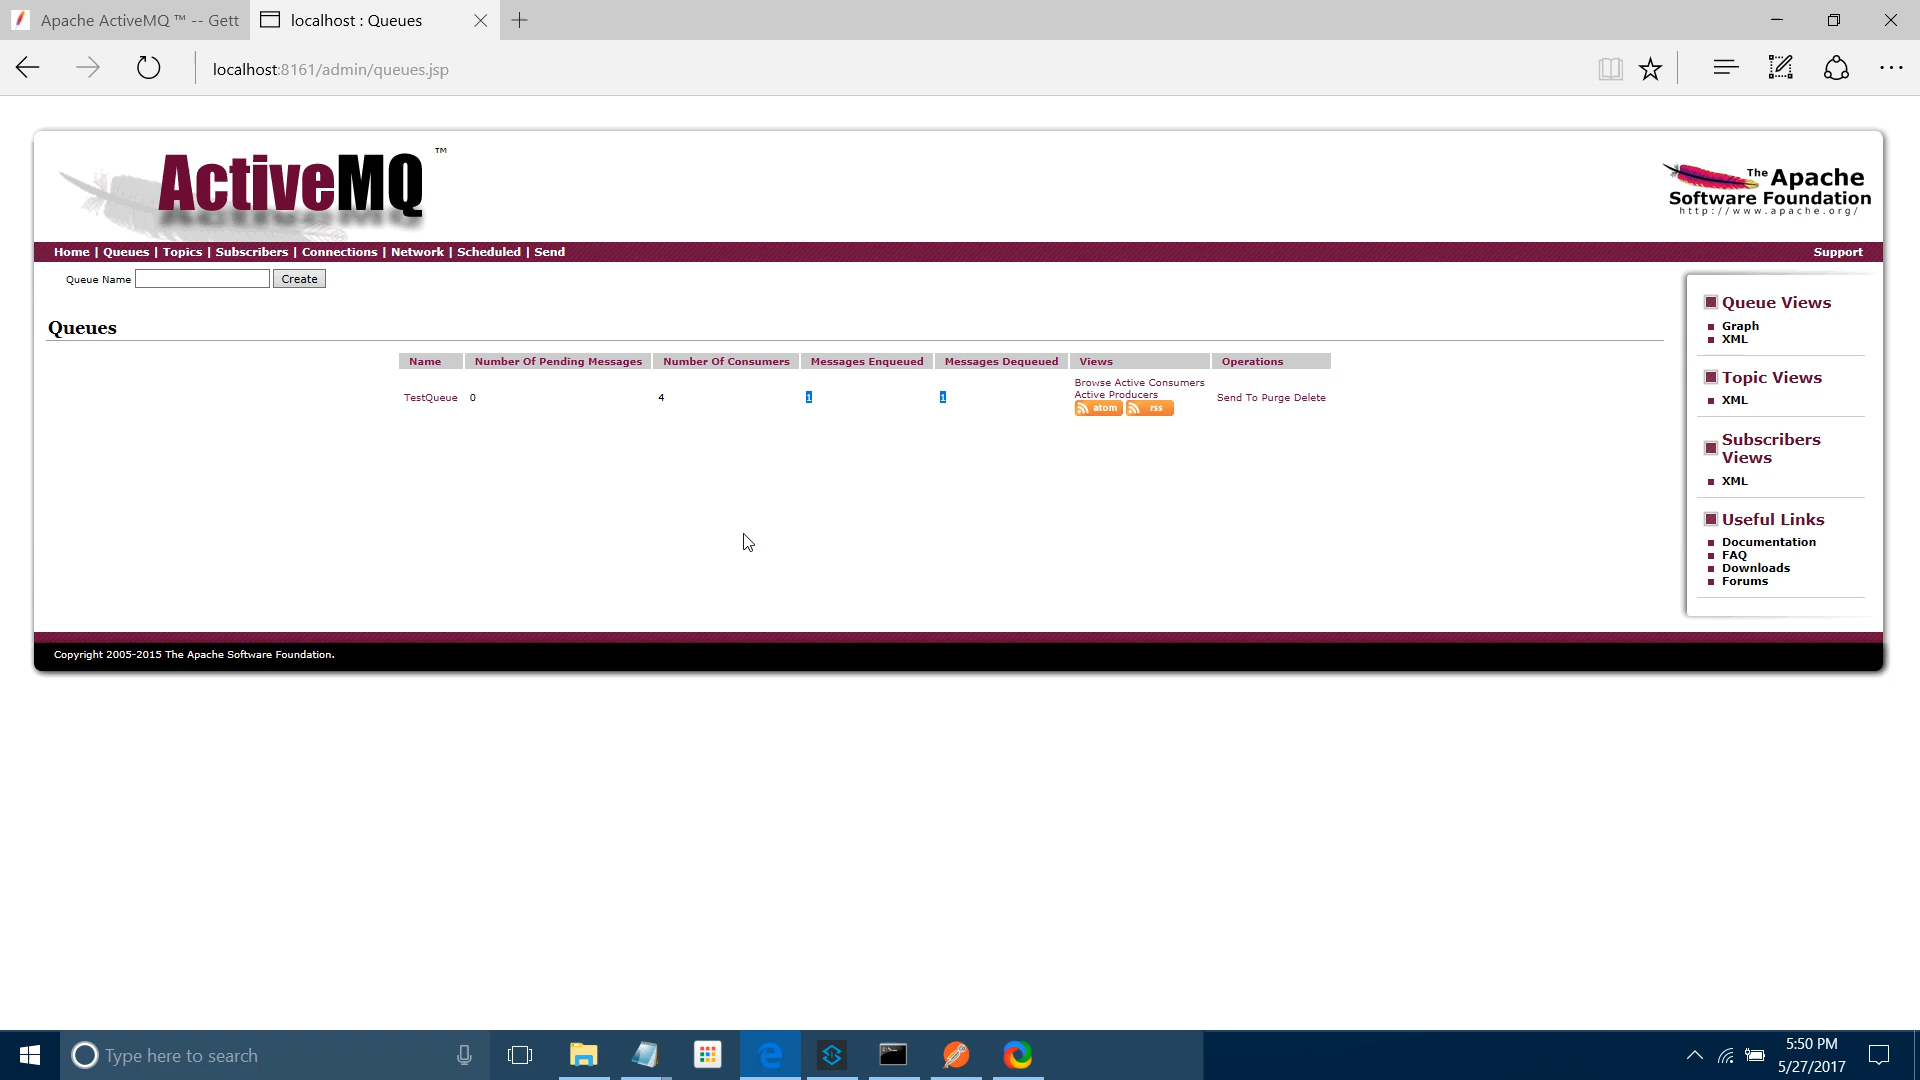 Apache ActiveMQ ™ -- Gett
localhost : Queues
localhost:8161/admin/queues.jsp
ActiveMQ ™
The Apache
Software Foundation
http://www.apache.org/
Home | Queues | Topics | Subscribers | Connections | Network | Scheduled | Send
Support
Queue Name
Create
Queues
Name Number Of Pending Messages Number Of Consumers Messages Enqueued Messages Dequeued Views Operations
TestQueue 0 4 1 1
Browse Active Consumers
Active Producers
atom rss
Send To Purge Delete
Queue Views
Graph
XML
Topic Views
XML
Subscribers
Views
XML
Useful Links
Documentation
FAQ
Downloads
Forums
Copyright 2005-2015 The Apache Software Foundation.
Type here to search
5:50 PM
5/27/2017